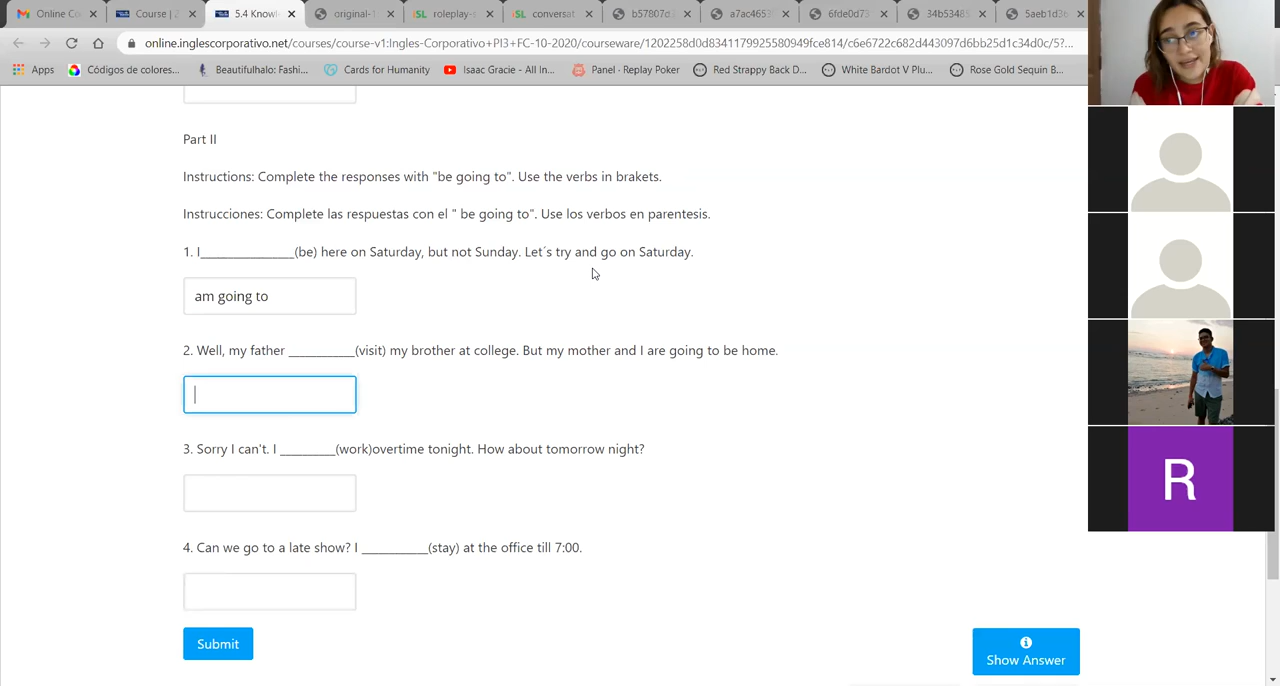 Online Co
Course | 2
5.4 Knowl
original-1
roleplay-s
conversat
b57807d3
a7ac4653
6fde0d73
34b53485
5aeb1d36
online.inglescorporativo.net/courses/course-v1:Ingles-Corporativo+PI3+FC-10-2020/courseware/1202258d0d8341179925580949fce814/c6e6722c682d443097d6bb25d1c34d0c/5?...
Apps
Códigos de colores...
Beautifulhalo: Fashi...
Cards for Humanity
Isaac Gracie - All In...
Panel · Replay Poker
Red Strappy Back D...
White Bardot V Plu...
Rose Gold Sequin B...
Part II
Instructions: Complete the responses with "be going to". Use the verbs in brakets.
Instrucciones: Complete las respuestas con el " be going to". Use los verbos en parentesis.
1. I______________(be) here on Saturday, but not Sunday. Let´s try and go on Saturday.
am going to
2. Well, my father __________(visit) my brother at college. But my mother and I are going to be home.
3. Sorry I can't. I ________(work)overtime tonight. How about tomorrow night?
4. Can we go to a late show? I __________(stay) at the office till 7:00.
Submit
Show Answer
R